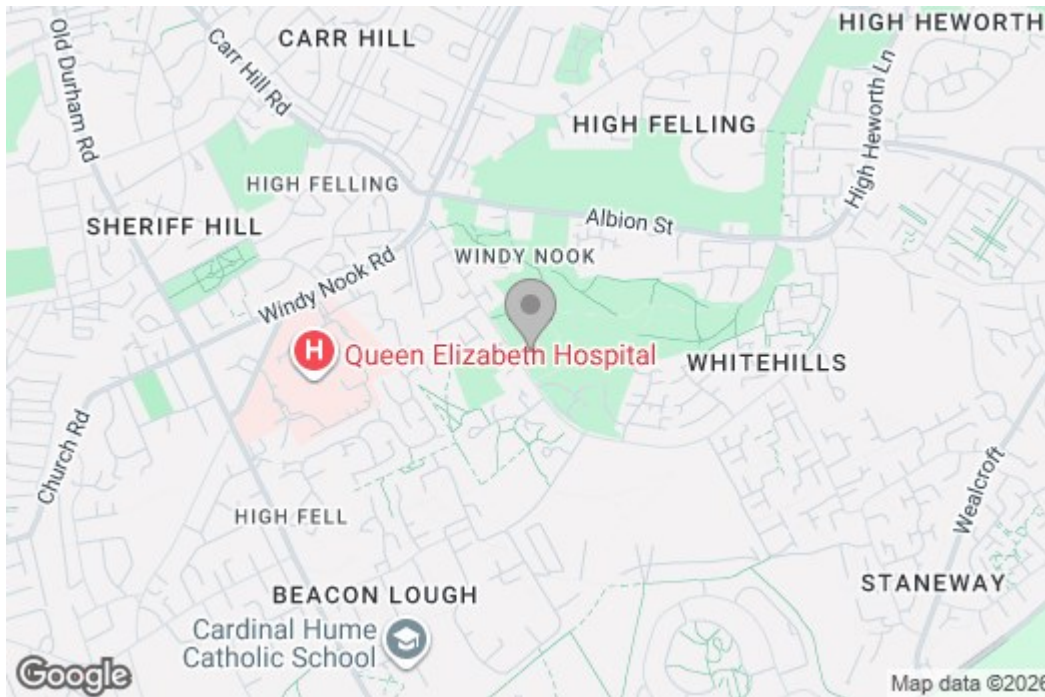 HIGH HEWORTH
Old Durham Rd
CARR HILL
Carr Hill Rd
HIGH FELLING
High Heworth Ln
HIGH FELLING
SHERIFF HILL
Albion St
WINDY NOOK
Windy Nook Rd
H
Queen Elizabeth Hospital
WHITEHILLS
Church Rd
Wealcroft
HIGH FELL
STANEWAY
BEACON LOUGH
Cardinal Hume
Catholic School
Google
Map data ©2026